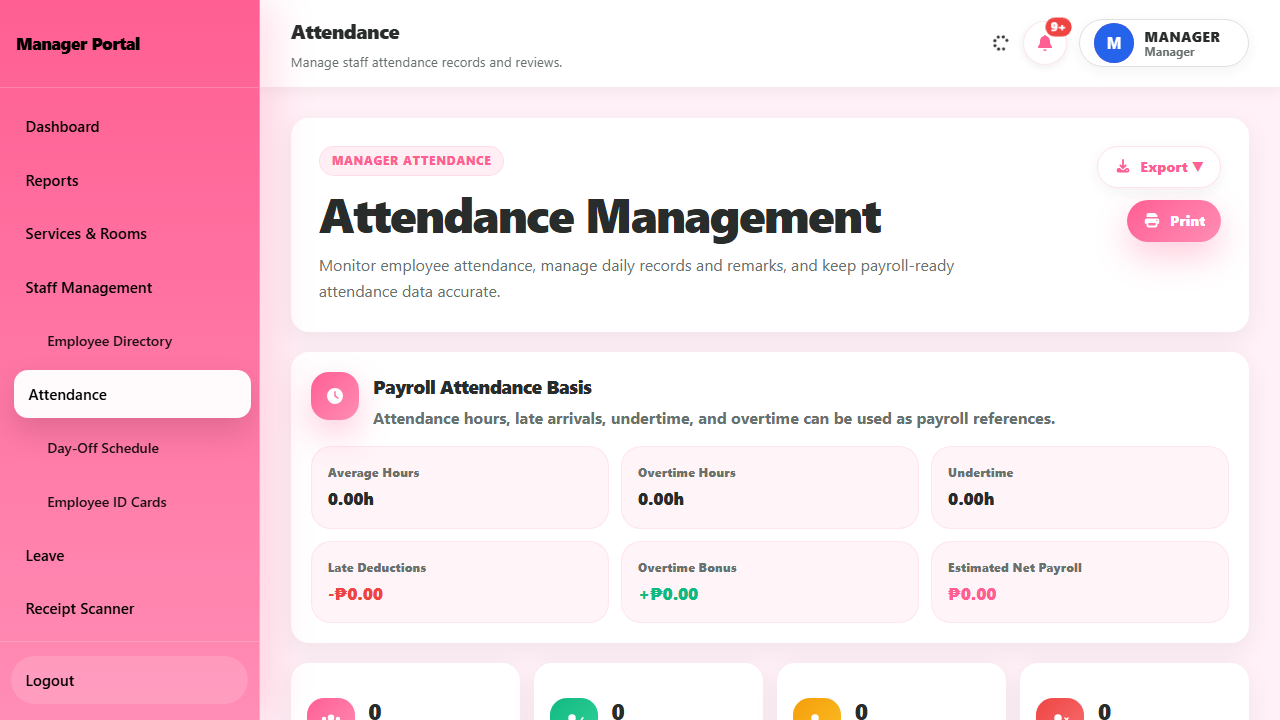 Manager Portal
Dashboard
Reports
Services & Rooms
Staff Management
Employee Directory
Attendance
Day-Off Schedule
Employee ID Cards
Leave
Receipt Scanner
Logout
Attendance
Manage staff attendance records and reviews.
9+
M
MANAGER
Manager
MANAGER ATTENDANCE
Attendance Management
Monitor employee attendance, manage daily records and remarks, and keep payroll-ready
attendance data accurate.
Export ▼
Print
Payroll Attendance Basis
Attendance hours, late arrivals, undertime, and overtime can be used as payroll references.
Average Hours
0.00h
Overtime Hours
0.00h
Undertime
0.00h
Late Deductions
-₱0.00
Overtime Bonus
+₱0.00
Estimated Net Payroll
₱0.00
0
0
0
0